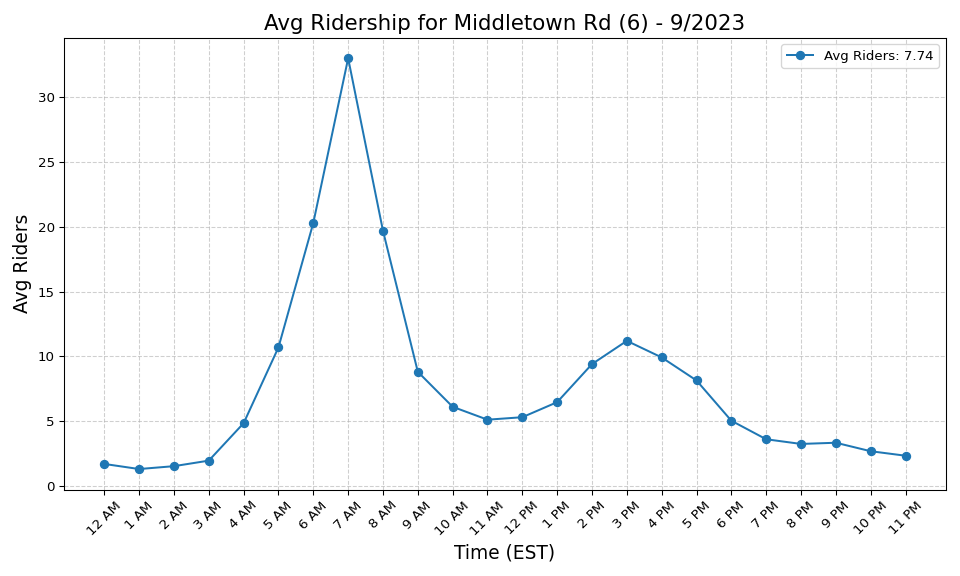 Avg Ridership for Middletown Rd (6) - 9/2023
Avg Riders: 7.74
Avg Riders
30
25
20
15
10
5
0
12 AM
1 AM
2 AM
3 AM
4 AM
5 AM
6 AM
7 AM
8 AM
9 AM
10 AM
11 AM
12 PM
1 PM
2 PM
3 PM
4 PM
5 PM
6 PM
7 PM
8 PM
9 PM
10 PM
11 PM
Time (EST)